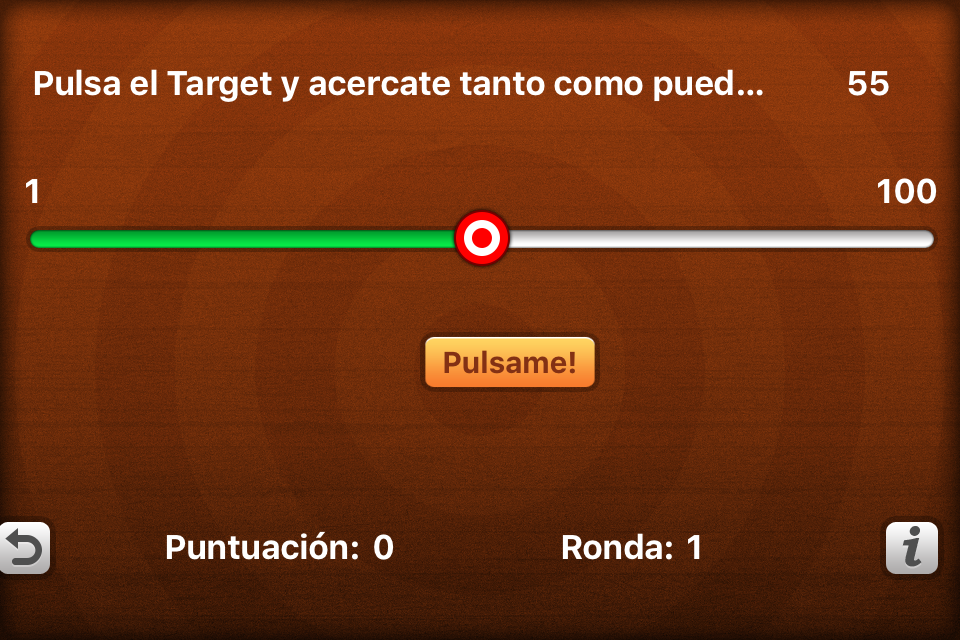 Pulsa el Target y acercate tanto como pued... 55
1 100
Pulsame!
Puntuación: 0 Ronda: 1
i